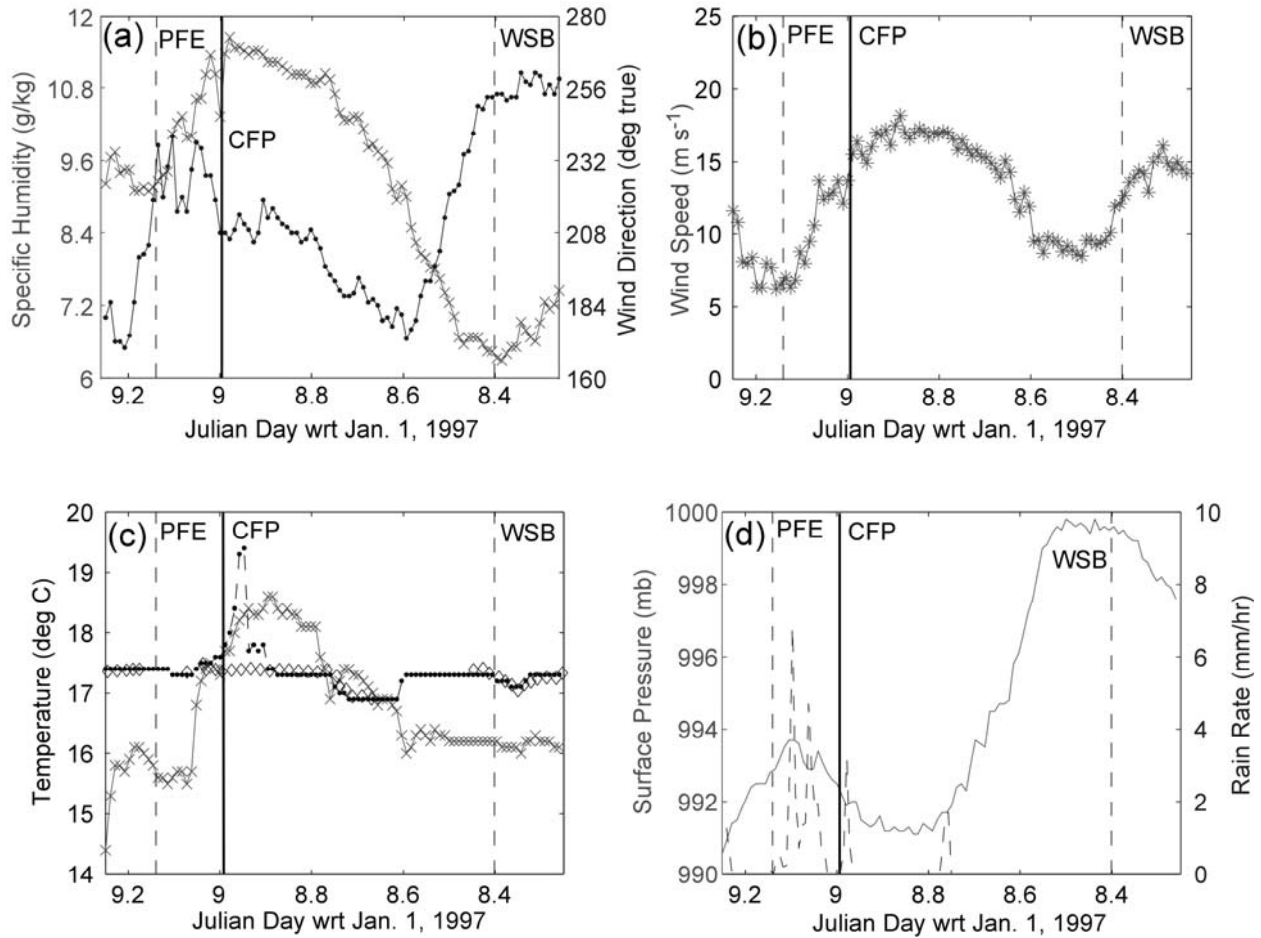 (a)
PFE
CFP
WSB
12
10.8
9.6
8.4
7.2
6
Specific Humidity (g/kg)
280
256
232
208
184
160
Wind Direction (deg true)
9.2
9
8.8
8.6
8.4
Julian Day wrt Jan. 1, 1997
(b)
PFE
CFP
WSB
25
20
15
10
5
0
Wind Speed (m s⁻¹)
9.2
9
8.8
8.6
8.4
Julian Day wrt Jan. 1, 1997
(c)
PFE
CFP
WSB
20
19
18
17
16
15
14
Temperature (deg C)
9.2
9
8.8
8.6
8.4
Julian Day wrt Jan. 1, 1997
(d)
PFE
CFP
WSB
1000
998
996
994
992
990
Surface Pressure (mb)
10
8
6
4
2
0
Rain Rate (mm/hr)
9.2
9
8.8
8.6
8.4
Julian Day wrt Jan. 1, 1997